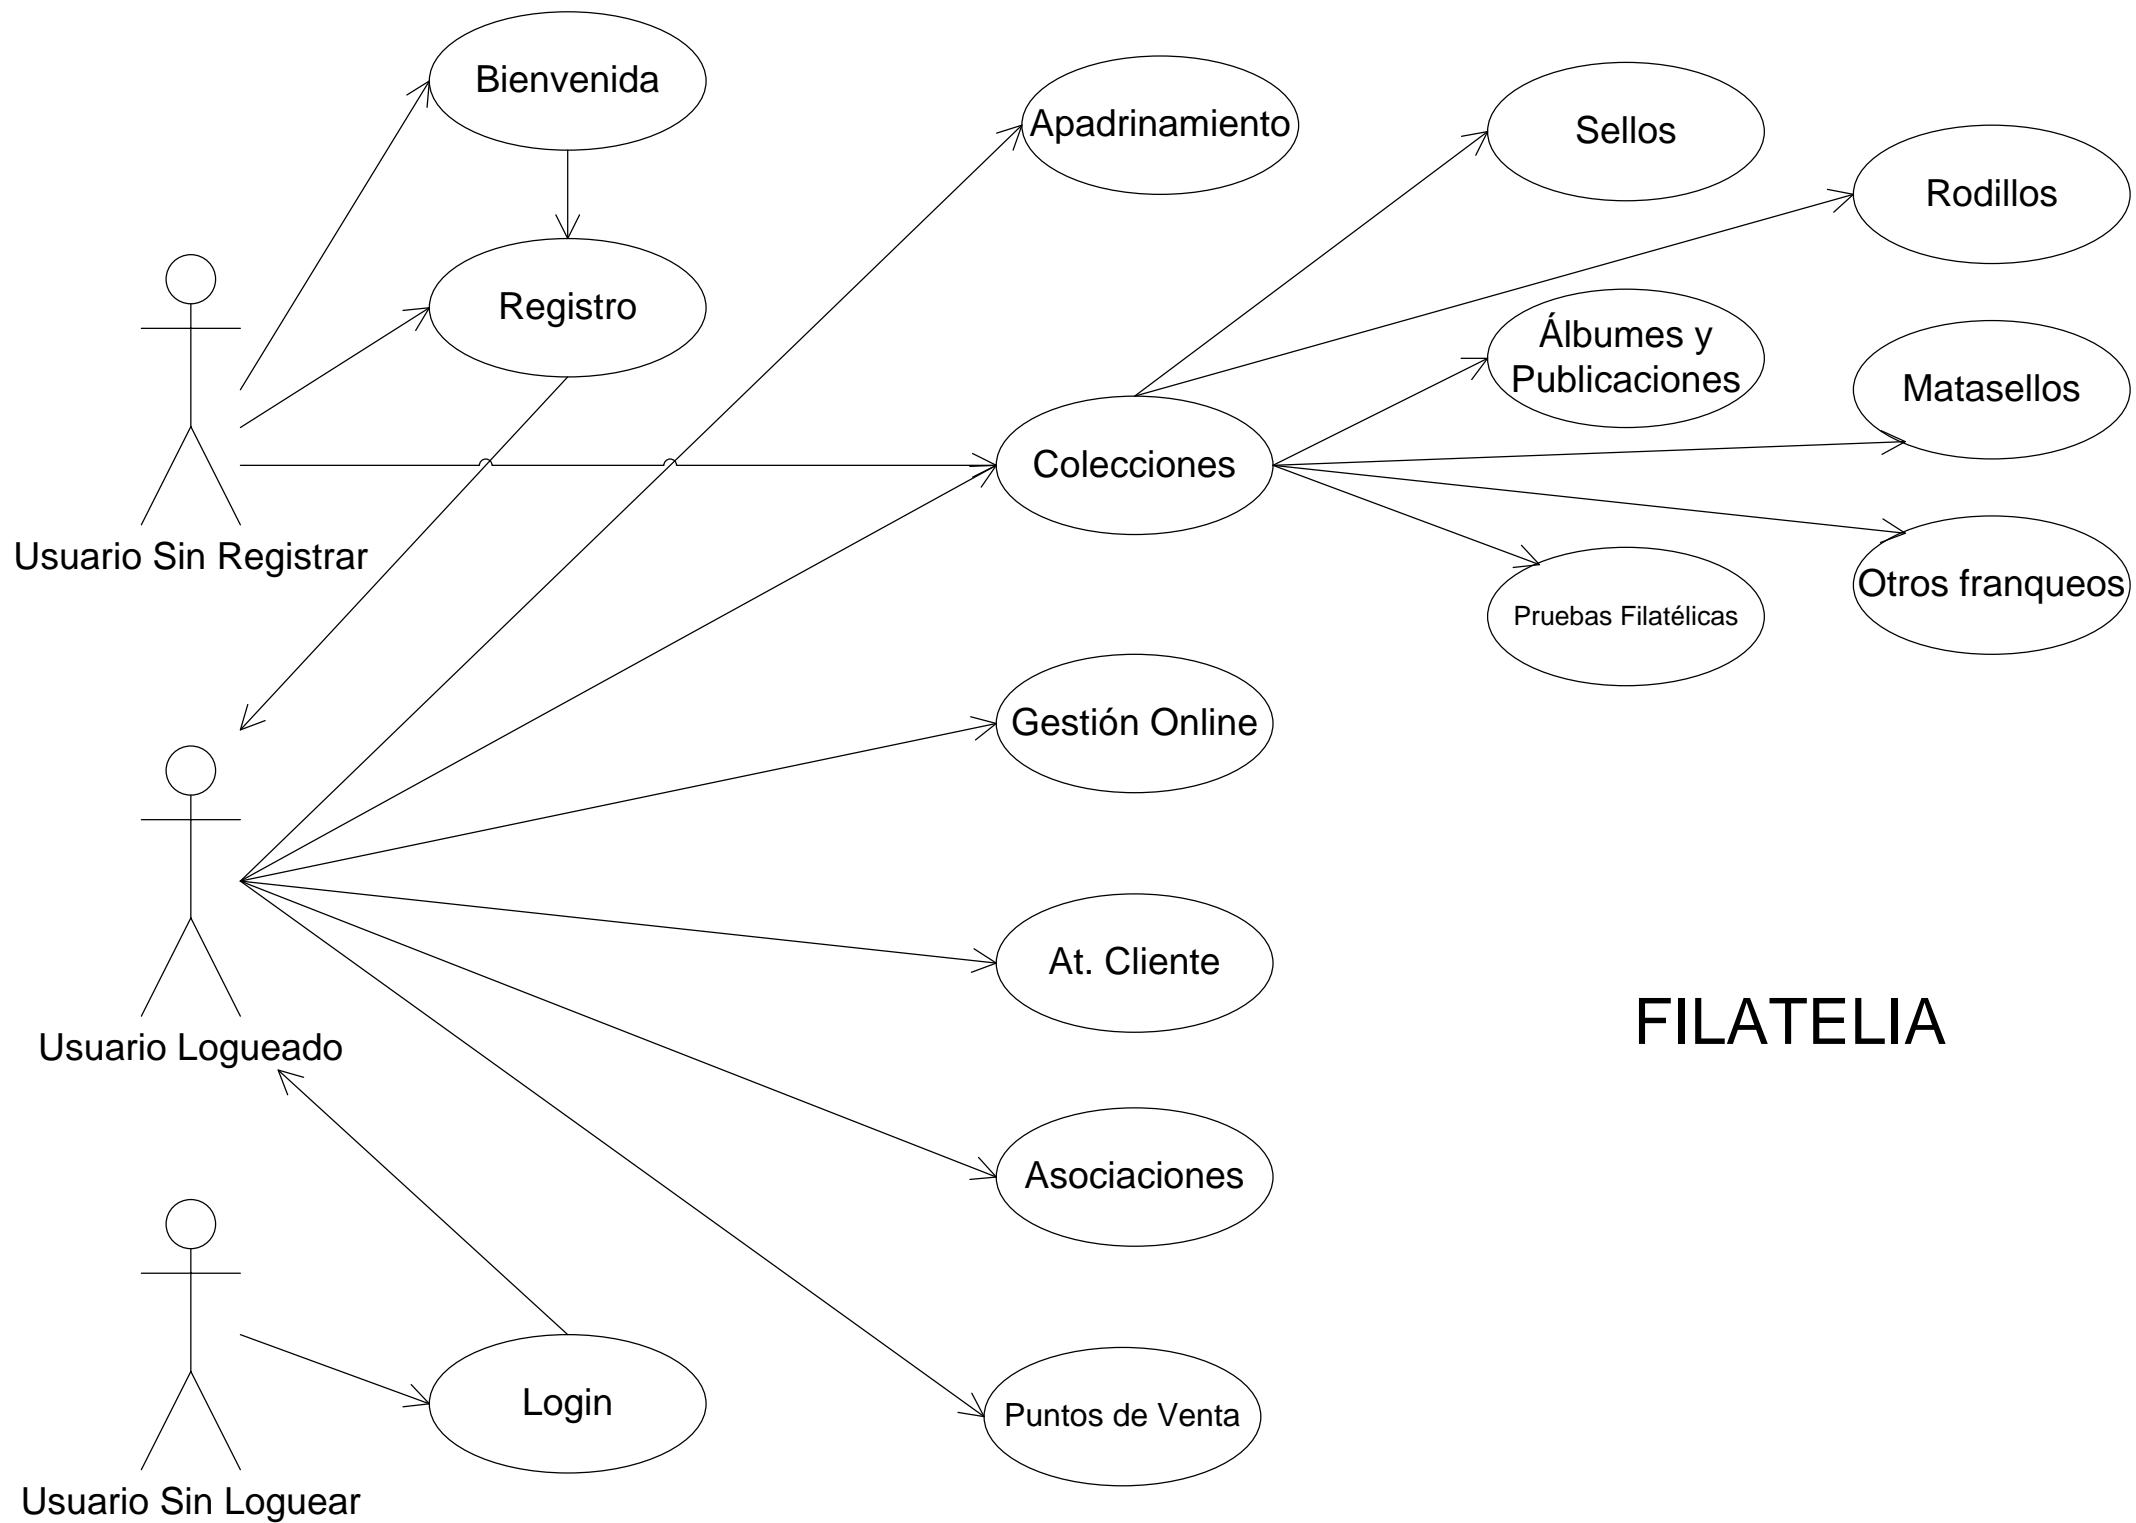 Bienvenida
Apadrinamiento
Sellos
Rodillos
Registro
Álbumes y
Publicaciones
Matasellos
Colecciones
Usuario Sin Registrar
Otros franqueos
Pruebas Filatélicas
Gestión Online
At. Cliente
FILATELIA
Usuario Logueado
Asociaciones
Login
Puntos de Venta
Usuario Sin Loguear